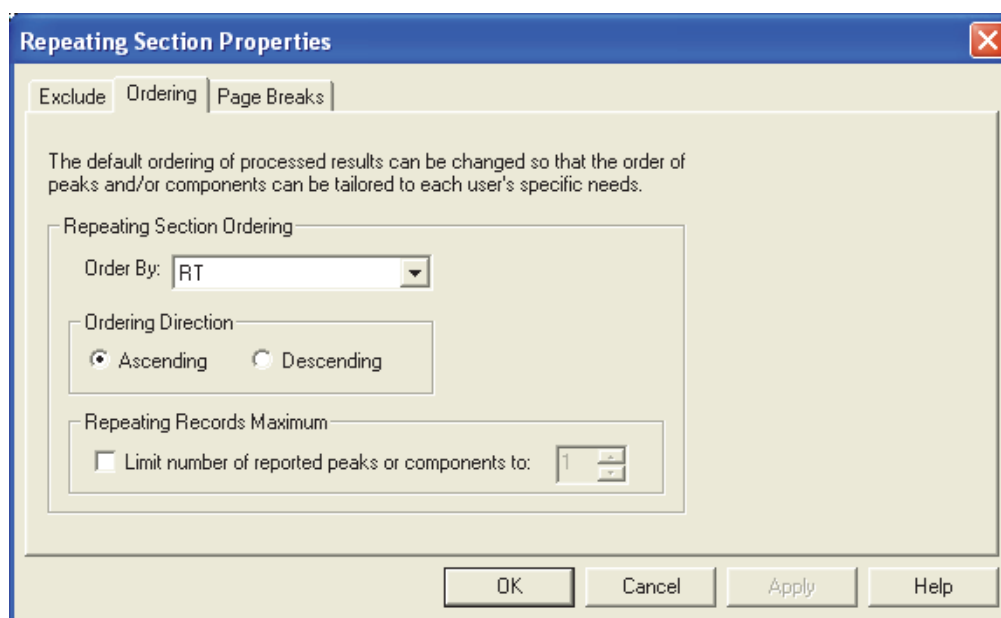 Repeating Section Properties
Exclude Ordering Page Breaks
The default ordering of processed results can be changed so that the order of
peaks and/or components can be tailored to each user's specific needs.
Repeating Section Ordering
Order By: RT
Ordering Direction
Ascending Descending
Repeating Records Maximum
Limit number of reported peaks or components to: 1
OK Cancel Apply Help